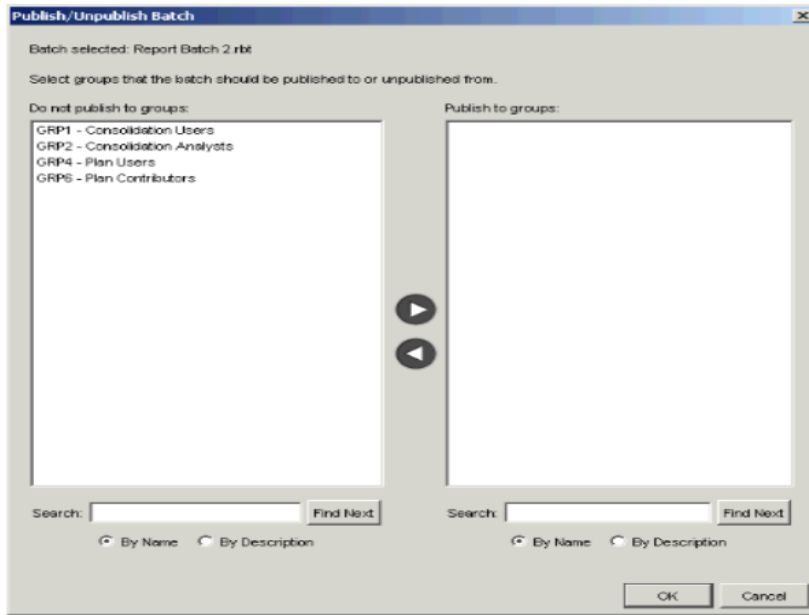 Publish/Unpublish Batch
Batch selected: Report Batch 2.rbt
Select groups that the batch should be published to or unpublished from.
Do not publish to groups:
GRP1 - Consolidation Users
GRP2 - Consolidation Analysts
GRP4 - Plan Users
GRP6 - Plan Contributors
Publish to groups:
Search: Find Next
By Name By Description
Search: Find Next
By Name By Description
OK Cancel